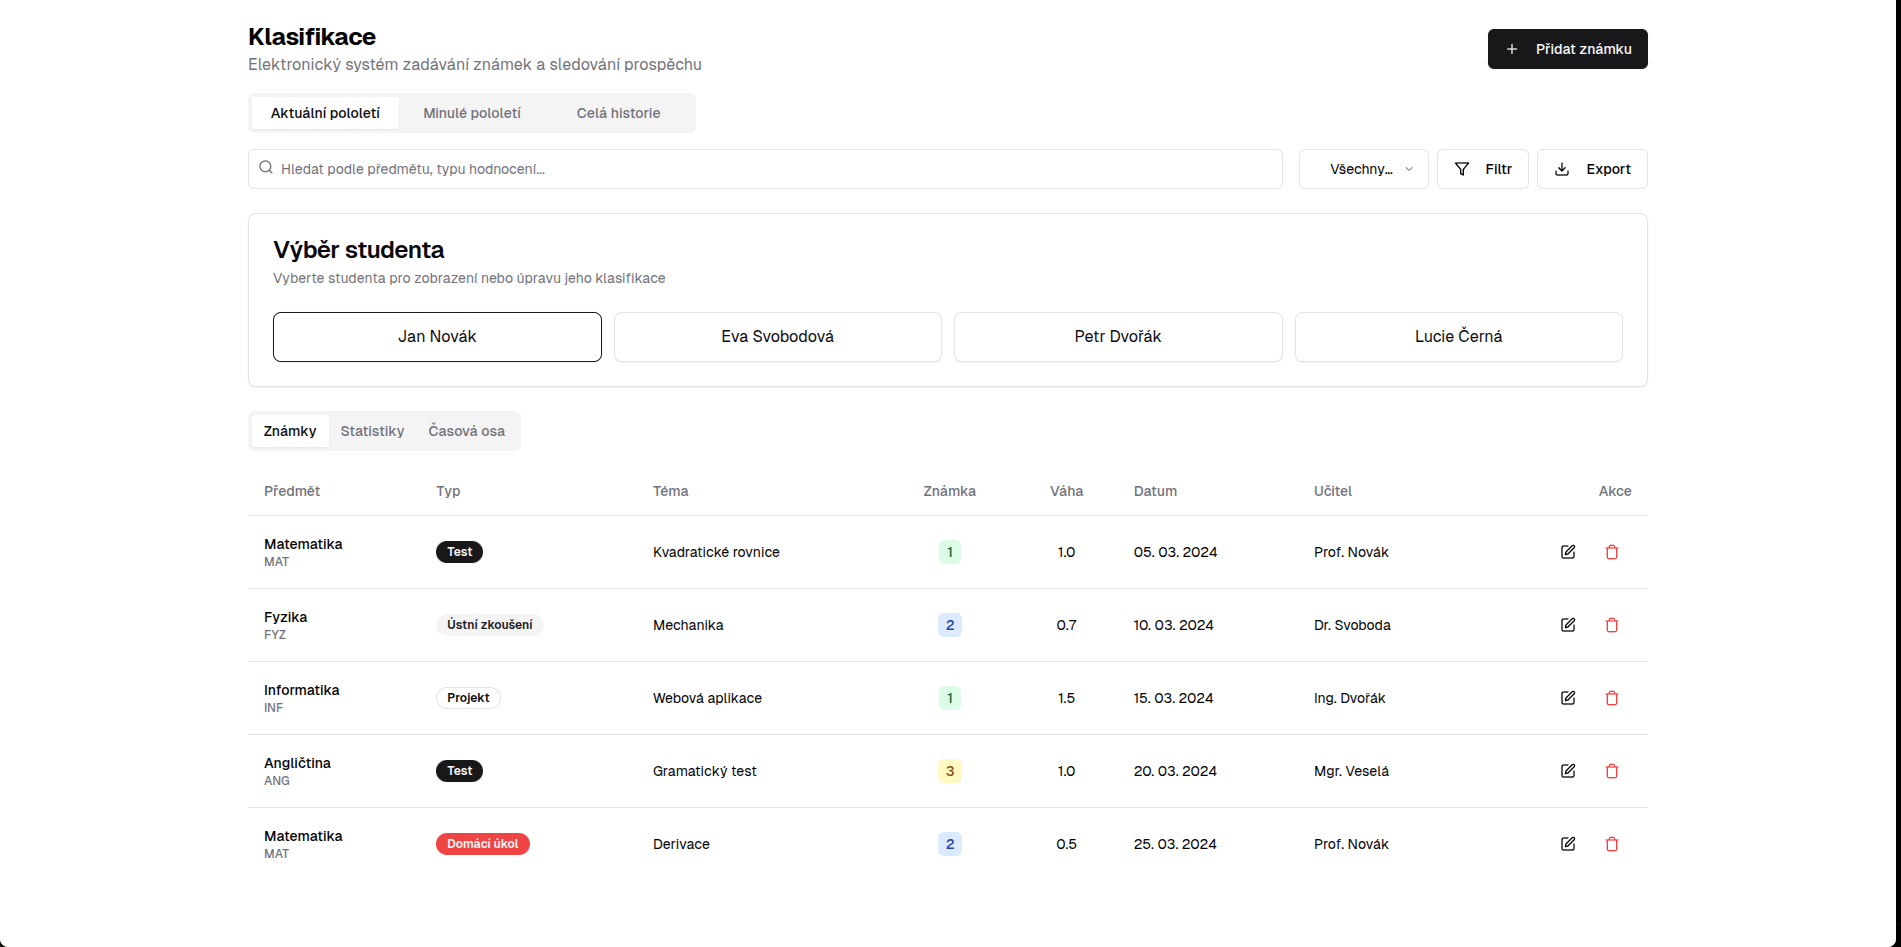 Klasifikace
Elektronický systém zadávání známek a sledování prospěchu
Přidat známku
Aktuální pololetí Minulé pololetí Celá historie
Hledat podle předmětu, typu hodnocení...
Všechny... Filtr Export
Výběr studenta
Vyberte studenta pro zobrazení nebo úpravu jeho klasifikace
Jan Novák Eva Svobodová Petr Dvořák Lucie Černá
Známky Statistiky Časová osa
Předmět Typ Téma Známka Váha Datum Učitel Akce
Matematika
MAT
Test Kvadratické rovnice 1 1.0 05. 03. 2024 Prof. Novák
Fyzika
FYZ
Ústní zkoušení Mechanika 2 0.7 10. 03. 2024 Dr. Svoboda
Informatika
INF
Projekt Webová aplikace 1 1.5 15. 03. 2024 Ing. Dvořák
Angličtina
ANG
Test Gramatický test 3 1.0 20. 03. 2024 Mgr. Veselá
Matematika
MAT
Domácí úkol Derivace 2 0.5 25. 03. 2024 Prof. Novák